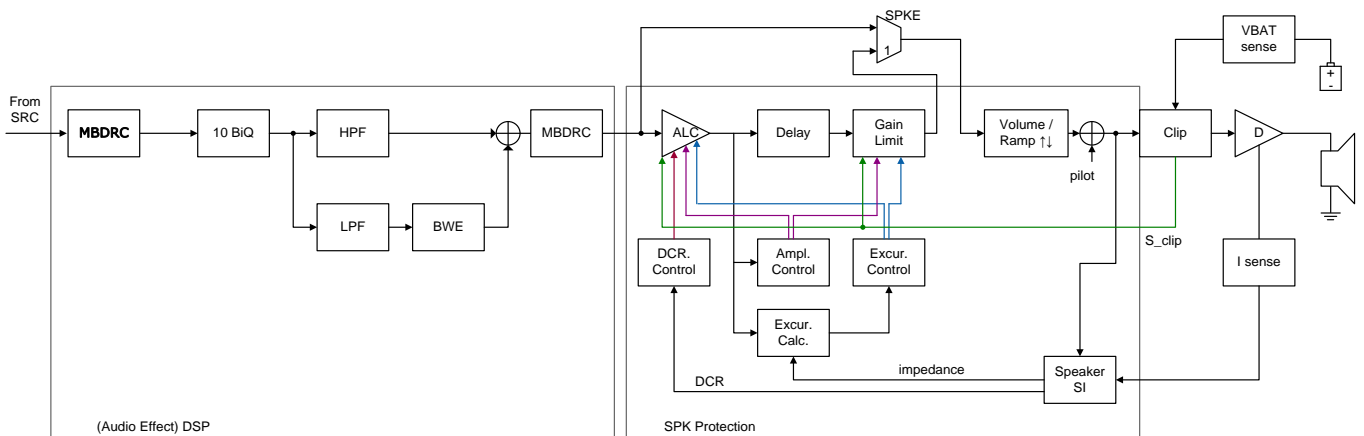 SPKE
1
VBAT
sense
+
-
From
SRC
MBDRC
10 BiQ
HPF
MBDRC
ALC
Delay
Gain
Limit
Volume /
Ramp ↑↓
Clip
D
pilot
LPF
BWE
S_clip
DCR.
Control
Ampl.
Control
Excur.
Control
I sense
Excur.
Calc.
impedance
DCR
Speaker
SI
(Audio Effect) DSP
SPK Protection